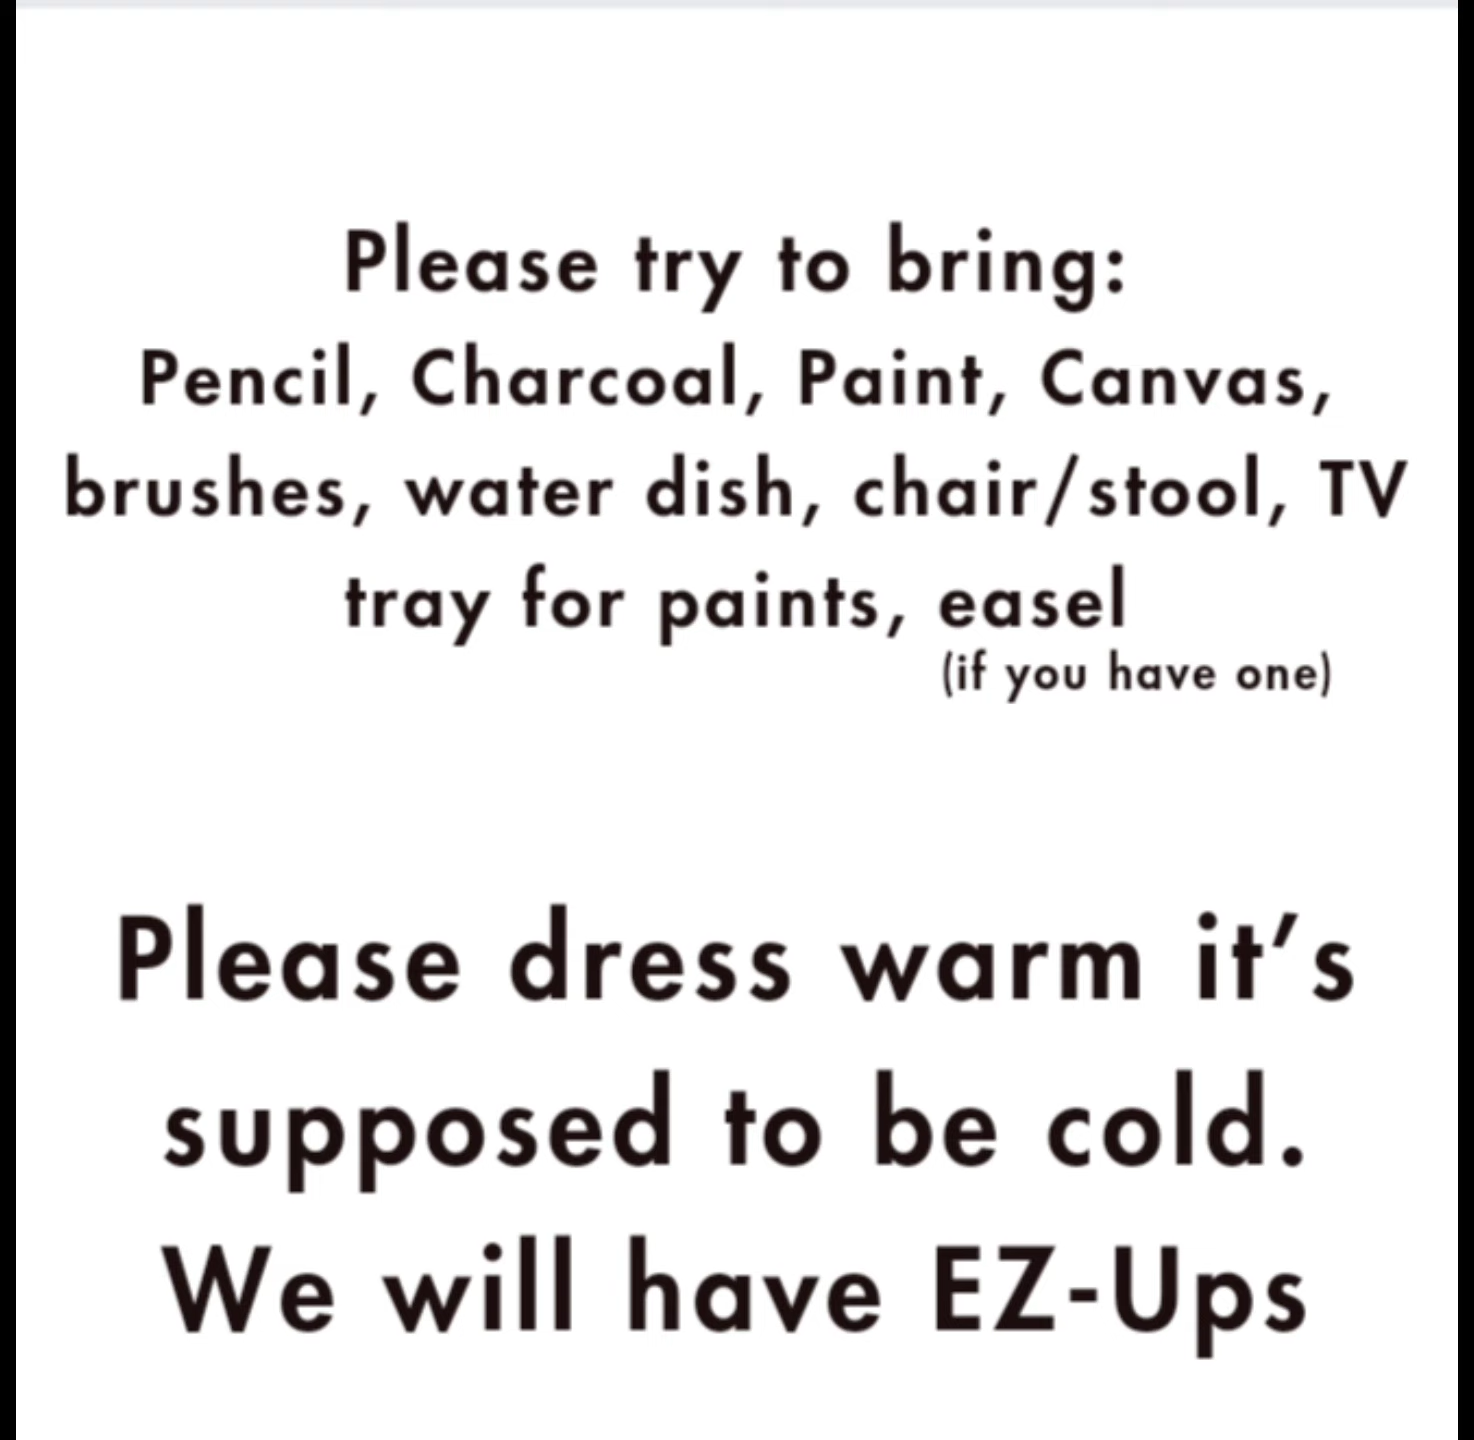 Please try to bring:
Pencil, Charcoal, Paint, Canvas,
brushes, water dish, chair/stool, TV
tray for paints, easel
(if you have one)
Please dress warm it’s
supposed to be cold.
We will have EZ-Ups